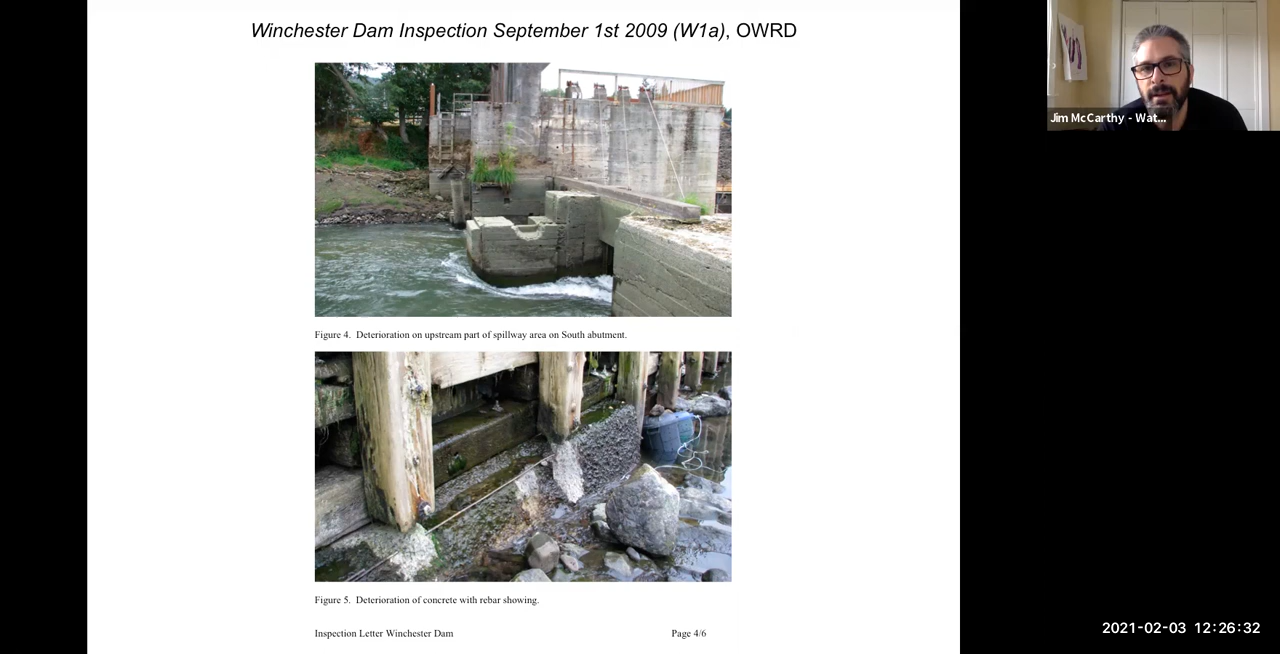 Winchester Dam Inspection September 1st 2009 (W1a), OWRD
Jim McCarthy - Wat...
Figure 4. Deterioration on upstream part of spillway area on South abutment.
Figure 5. Deterioration of concrete with rebar showing.
Inspection Letter Winchester Dam
Page 4/6
2021-02-03 12:26:32